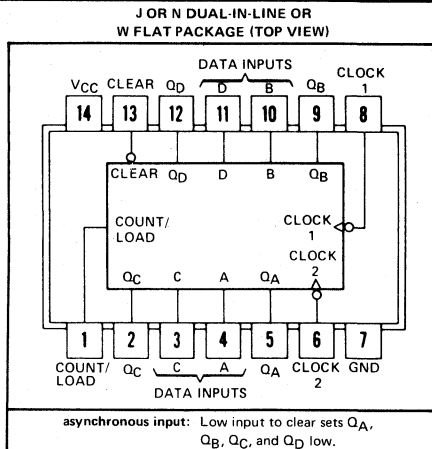 J OR N DUAL-IN-LINE OR
W FLAT PACKAGE (TOP VIEW)
DATA INPUTS
VCC CLEAR QD D B QB CLOCK 1
14 13 12 11 10 9 8
CLEAR QD D B QB
COUNT/
LOAD
CLOCK
1
CLOCK
2
QC C A QA
1 2 3 4 5 6 7
COUNT/
LOAD
QC C A QA CLOCK 2 GND
DATA INPUTS
asynchronous input: Low input to clear sets QA,
QB, QC, and QD low.